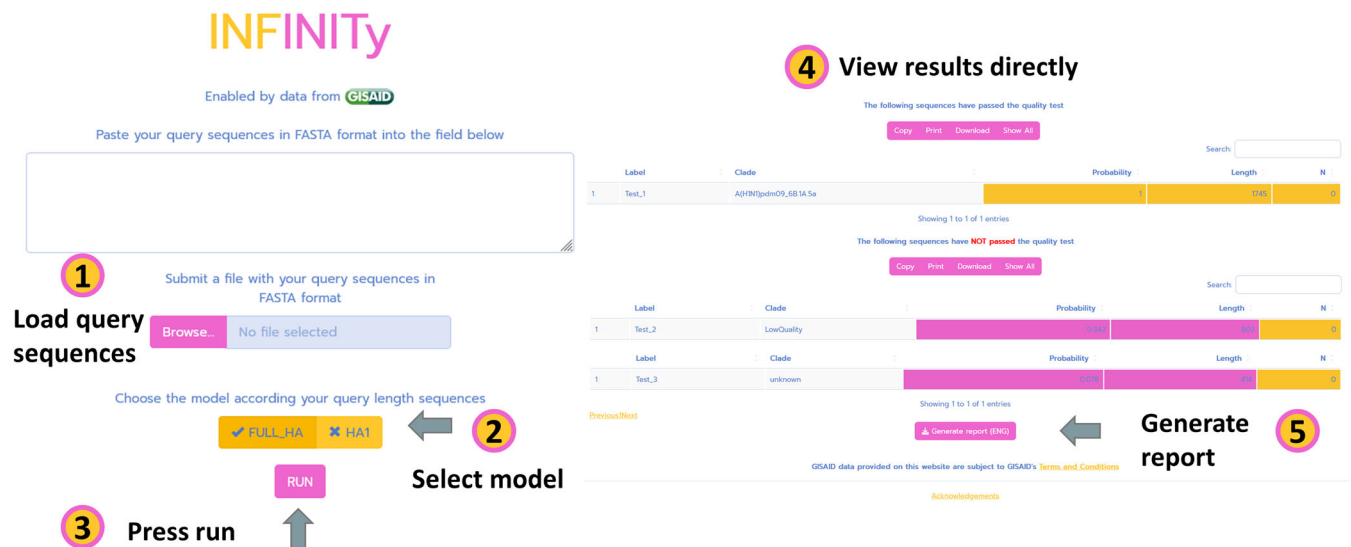 INFINITy
Enabled by data from GISAID
Paste your query sequences in FASTA format into the field below
1
Load query
sequences
Submit a file with your query sequences in
FASTA format
Browse... No file selected
Choose the model according your query length sequences
✔ FULL_HA ✖ HA1
2
Select model
RUN
3 Press run
4 View results directly
The following sequences have passed the quality test
Copy Print Download Show All
Search:
Label Clade Probability Length N
1 Test_1 A(H1N1)pdm09_6B.1A.5a 1 1745 0
Showing 1 to 1 of 1 entries
The following sequences have NOT passed the quality test
Copy Print Download Show All
Search:
Label Clade Probability Length N
1 Test_2 LowQuality 0.342 0
Label Clade Probability Length N
1 Test_3 unknown 0.078 0
Showing 1 to 1 of 1 entries
Previous1Next
Generate report (ENG)
Generate
report
5
GISAID data provided on this website are subject to GISAID's Terms and Conditions
Acknowledgements